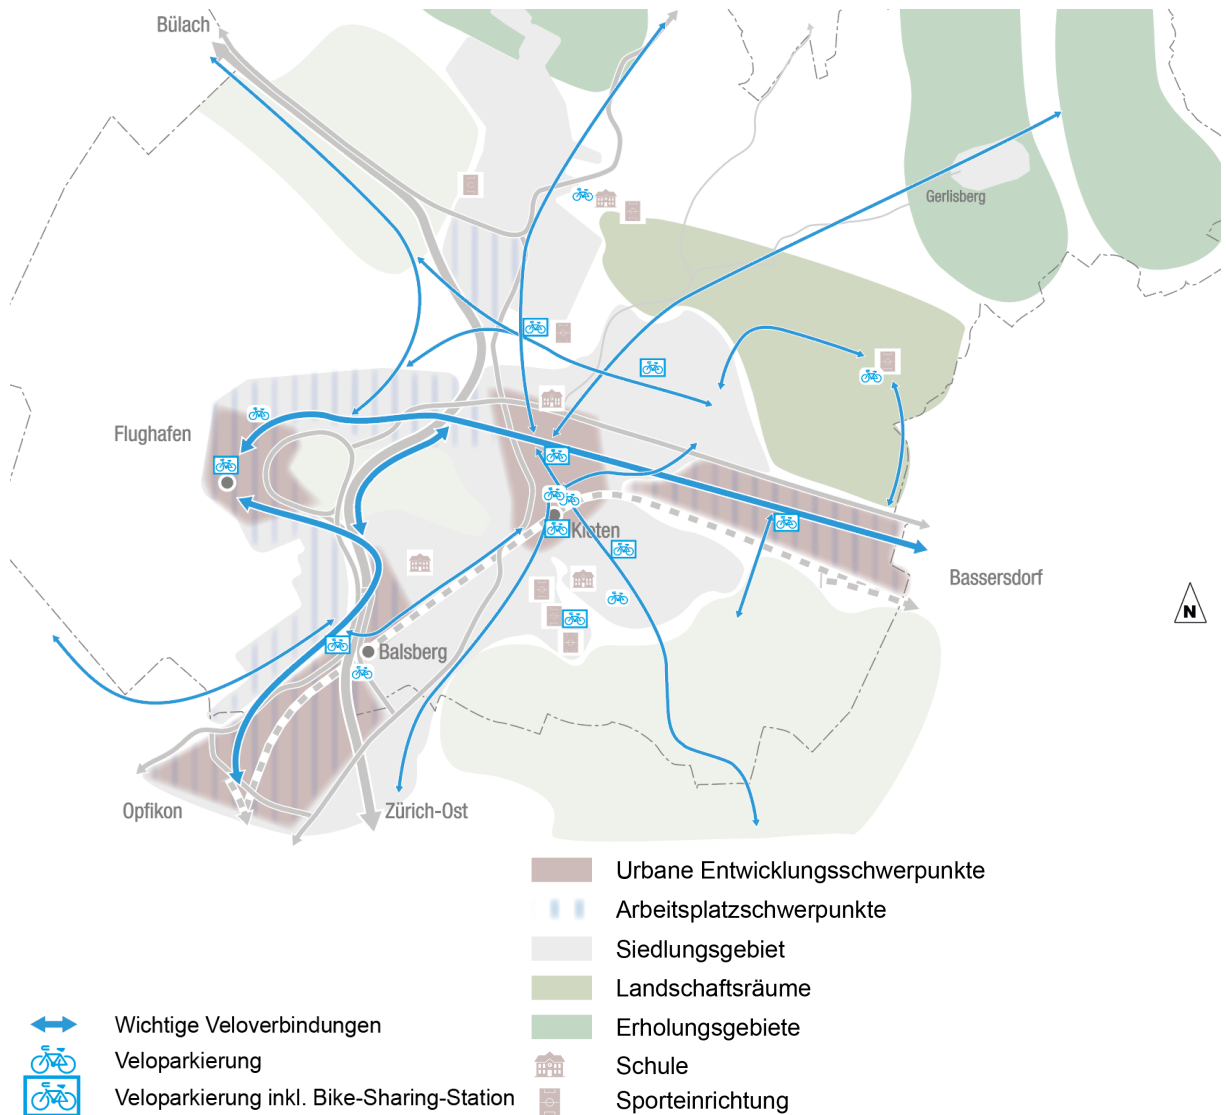 Bülach
Gerlisberg
Flughafen
Kloten
Bassersdorf
Balsberg
Opfikon
Zürich-Ost
N
Urbane Entwicklungsschwerpunkte
Arbeitsplatzschwerpunkte
Siedlungsgebiet
Landschaftsräume
Erholungsgebiete
Schule
Sporteinrichtung
Wichtige Veloverbindungen
Veloparkierung
Veloparkierung inkl. Bike-Sharing-Station